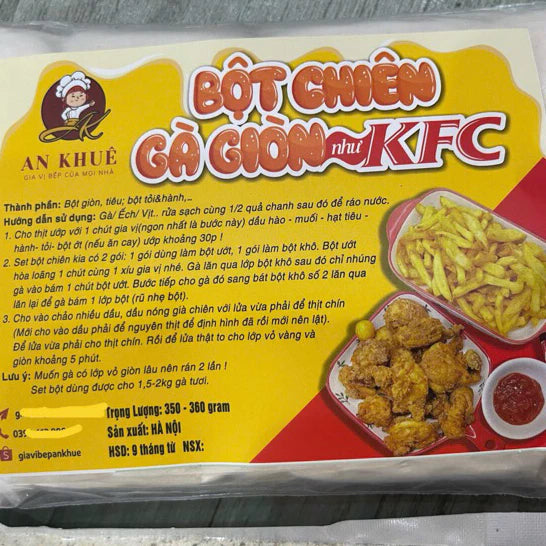 AN KHUÊ
GIA VỊ BẾP CỦA MỌI NHÀ
BỘT CHIÊN
GÀ GIÒN như KFC
Thành phần: Bột giòn, tiêu; bột tỏi&hành,..
Hướng dẫn sử dụng: Gà/ Ếch/ Vịt.. rửa sạch cùng 1/2 quả chanh sau đó để ráo nước.
1. Cho thịt ướp với 1 chút gia vị(ngon nhất là bước này) dầu hào - muối - hạt tiêu -
hành- tỏi- bột ớt (nếu ăn cay) ướp khoảng 30p !
2. Set bột chiên kia có 2 gói: 1 gói dùng làm bột ướt, 1 gói làm bột khô. Bột ướt
hòa loãng 1 chút cùng 1 xíu gia vị nhé. Gà lăn qua lớp bột khô sau đó chỉ nhúng
gà vào bám 1 chút bột ướt. Bước tiếp cho gà đó sang bát bột khô số 2 lăn qua
lăn lại để gà bám 1 lớp bột (rũ nhẹ bột).
3. Cho vào chảo nhiều dầu, dầu nóng già chiên với lửa vừa phải để thịt chín
(Mới cho vào dầu phải để nguyên thịt để định hình đã rồi mới nên lật).
Để lửa vừa phải cho thịt chín. Rồi để lửa thật to cho lớp vỏ vàng và
giòn khoảng 5 phút.
Lưu ý: Muốn gà có lớp vỏ giòn lâu nên rán 2 lần !
Set bột dùng được cho 1,5-2kg gà tươi.
Trọng Lượng: 350 - 360 gram
Sản xuất: HÀ NỘI
giavibepankhue
HSD: 9 tháng từ NSX: